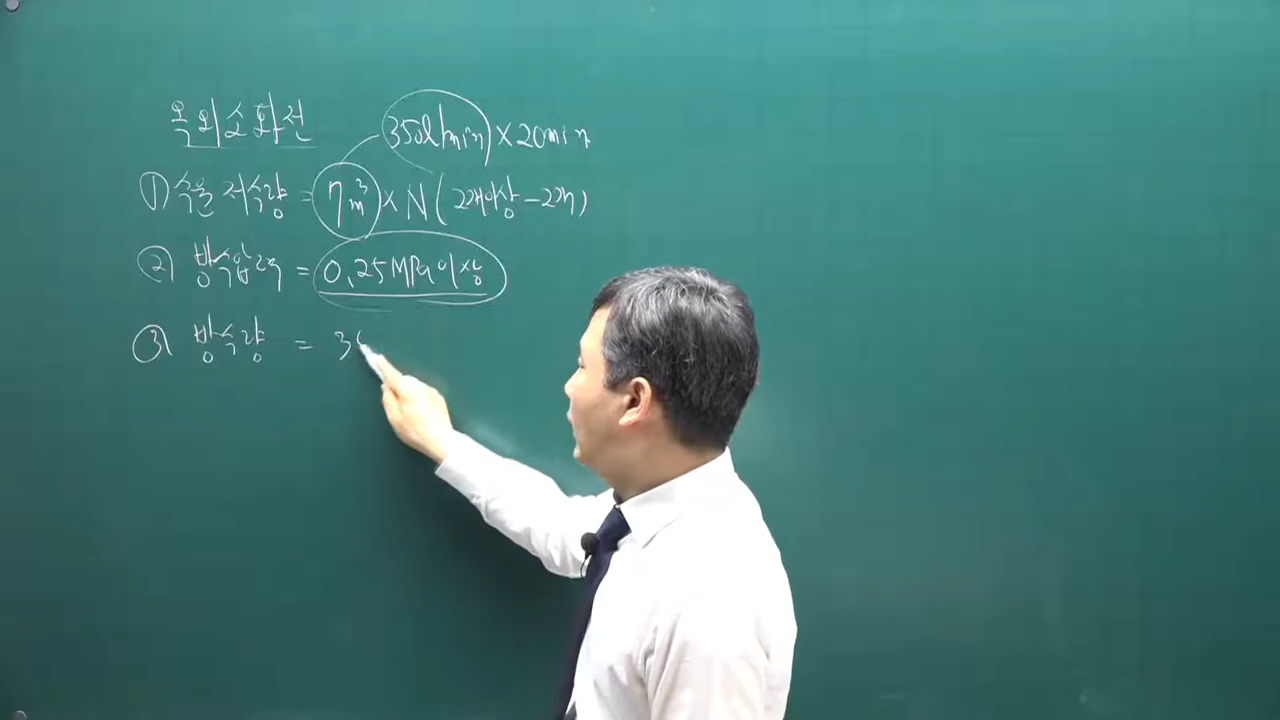 옥외소화전
350l/min × 20min
① 수원 저수량 = 7m³ × N (2개이상-2개)
② 방수압력 = 0.25MPa 이상
③ 방수량 = 35